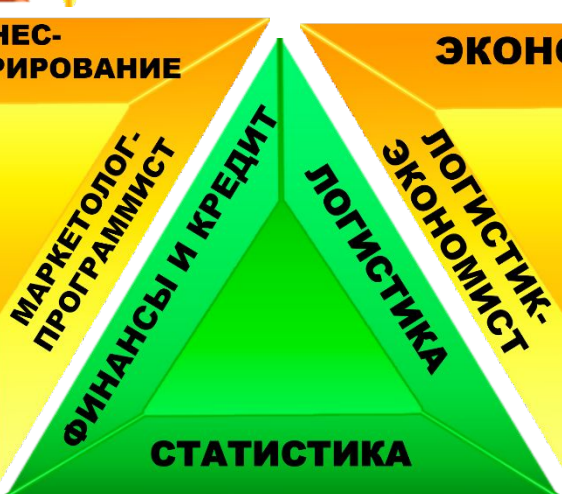 НЕС-
РИРОВАНИЕ
ЭКОНО
МАРКЕТОЛОГ-
ПРОГРАММИСТ
ФИНАНСЫ И КРЕДИТ
ЛОГИСТИКА
ЛОГИСТИК-
ЭКОНОМИСТ
СТАТИСТИКА